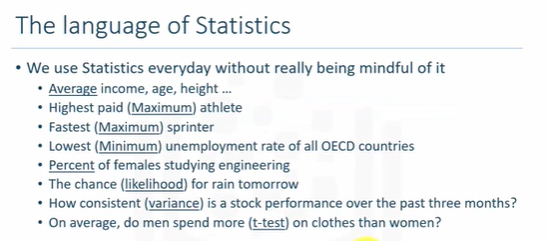 The language of Statistics
• We use Statistics everyday without really being mindful of it
• Average income, age, height ...
• Highest paid (Maximum) athlete
• Fastest (Maximum) sprinter
• Lowest (Minimum) unemployment rate of all OECD countries
• Percent of females studying engineering
• The chance (likelihood) for rain tomorrow
• How consistent (variance) is a stock performance over the past three months?
• On average, do men spend more (t-test) on clothes than women?